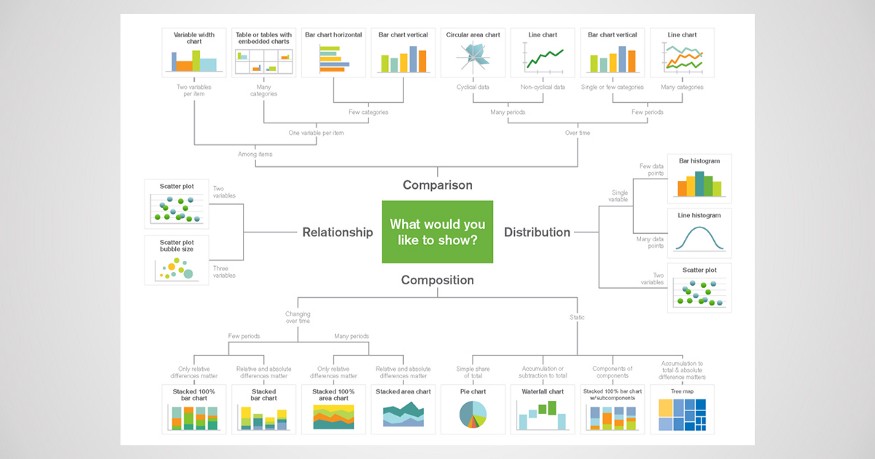 Variable width
chart
Table or tables with
embedded charts
Bar chart horizontal
Bar chart vertical
Circular area chart
Line chart
Bar chart vertical
Line chart
Two variables
per item
Many
categories
Cyclical data
Non-cyclical data
Single or few categories
Many categories
Few categories
Many periods
Few periods
One variable per item
Over time
Among items
Comparison
Scatter plot
Two
variables
Scatter plot
bubble size
Three
variables
Relationship
What would you
like to show?
Distribution
Single
variable
Few data
points
Bar histogram
Many data
points
Line histogram
Two
variables
Scatter plot
Composition
Changing
over time
Static
Few periods
Many periods
Only relative
differences matter
Relative and absolute
differences matter
Only relative
differences matter
Relative and absolute
differences matter
Simple share
of total
Accumulation or
subtraction to total
Components of
components
Accumulation to
total & absolute
difference matters
Stacked 100%
bar chart
Stacked
bar chart
Stacked 100%
area chart
Stacked area chart
Pie chart
Waterfall chart
Stacked 100% bar chart
w/subcomponents
Tree map